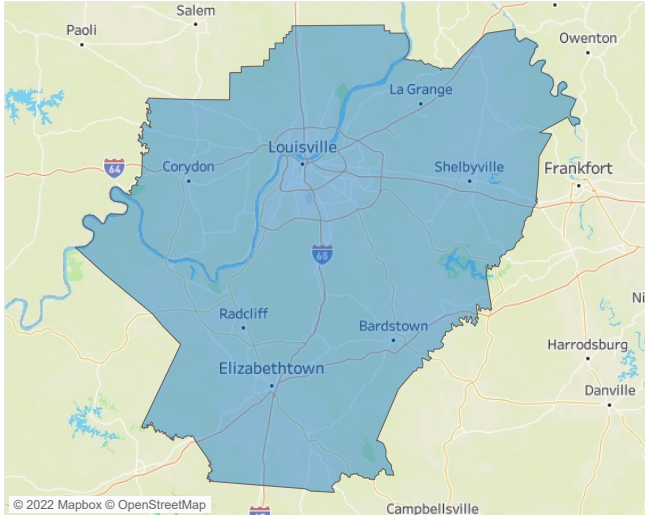 Salem
Paoli
Owenton
La Grange
Louisville
64
Corydon
Shelbyville
Frankfort
65
Radcliff
Bardstown
Harrodsburg
Elizabethtown
Danville
© 2022 Mapbox © OpenStreetMap
Campbellsville